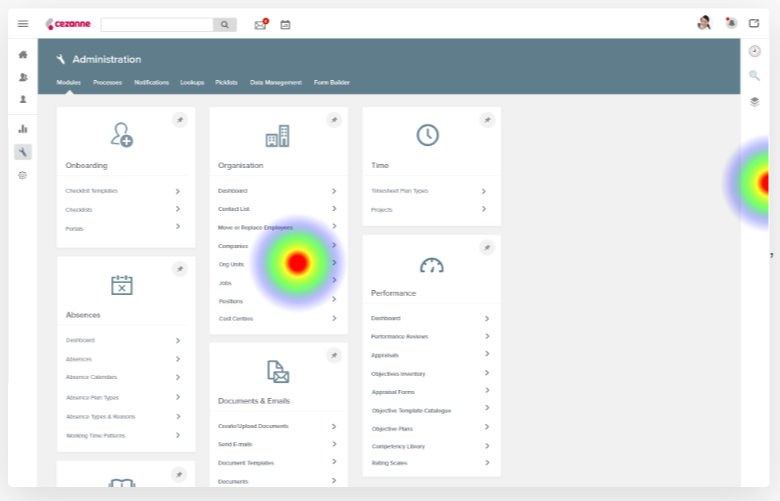 cezanne
Administration
Modules Processes Notifications Lookups Picklists Data Management Form Builder
Onboarding
Checklist Templates
Checklists
Portals
Absences
Dashboard
Absences
Absence Calendars
Absence Plan Types
Absence Types & Reasons
Working Time Patterns
Organisation
Dashboard
Contact List
Move or Replace Employees
Companies
Org Units
Jobs
Positions
Cost Centres
Documents & Emails
Create/Upload Documents
Send E-mails
Document Templates
Documents
Time
Timesheet Plan Types
Projects
Performance
Dashboard
Performance Reviews
Appraisals
Objectives Inventory
Appraisal Forms
Objective Template Catalogue
Objective Plans
Competency Library
Rating Scales